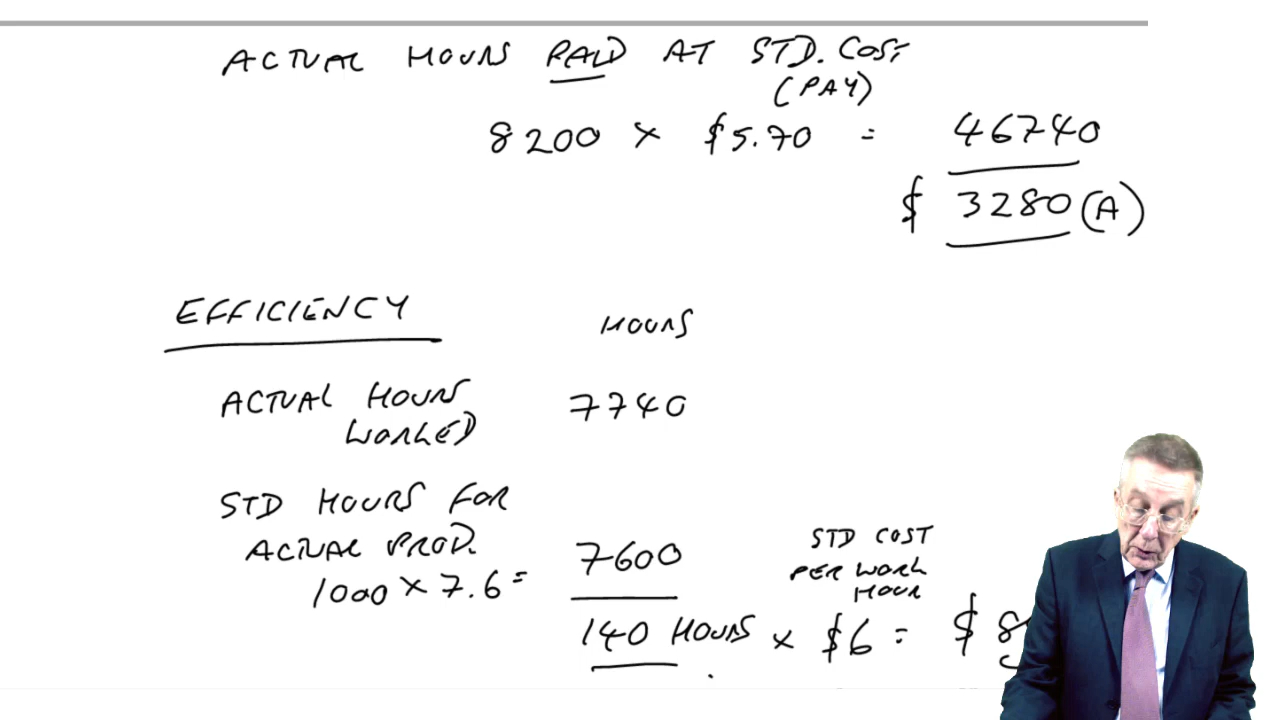 ACTUAL HOURS PAID AT STD. COST
(PAY)
8200 × $5.70 = 46740
$ 3280 (A)
EFFICIENCY
HOURS
ACTUAL HOURS
WORKED
7740
STD HOURS FOR
ACTUAL PROD.
1000 × 7.6 = 7600
STD COST
PER WORK
HOUR
140 HOURS × $6 = $ 8